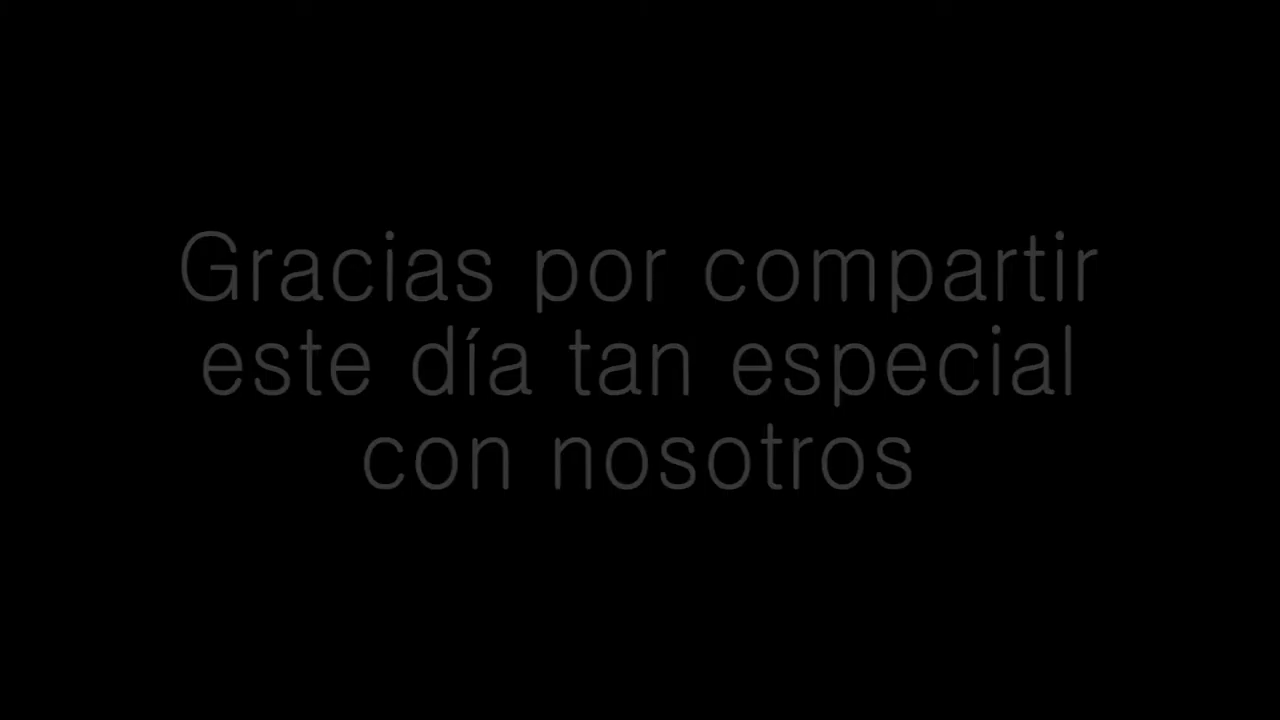 Gracias por compartir
este día tan especial
con nosotros